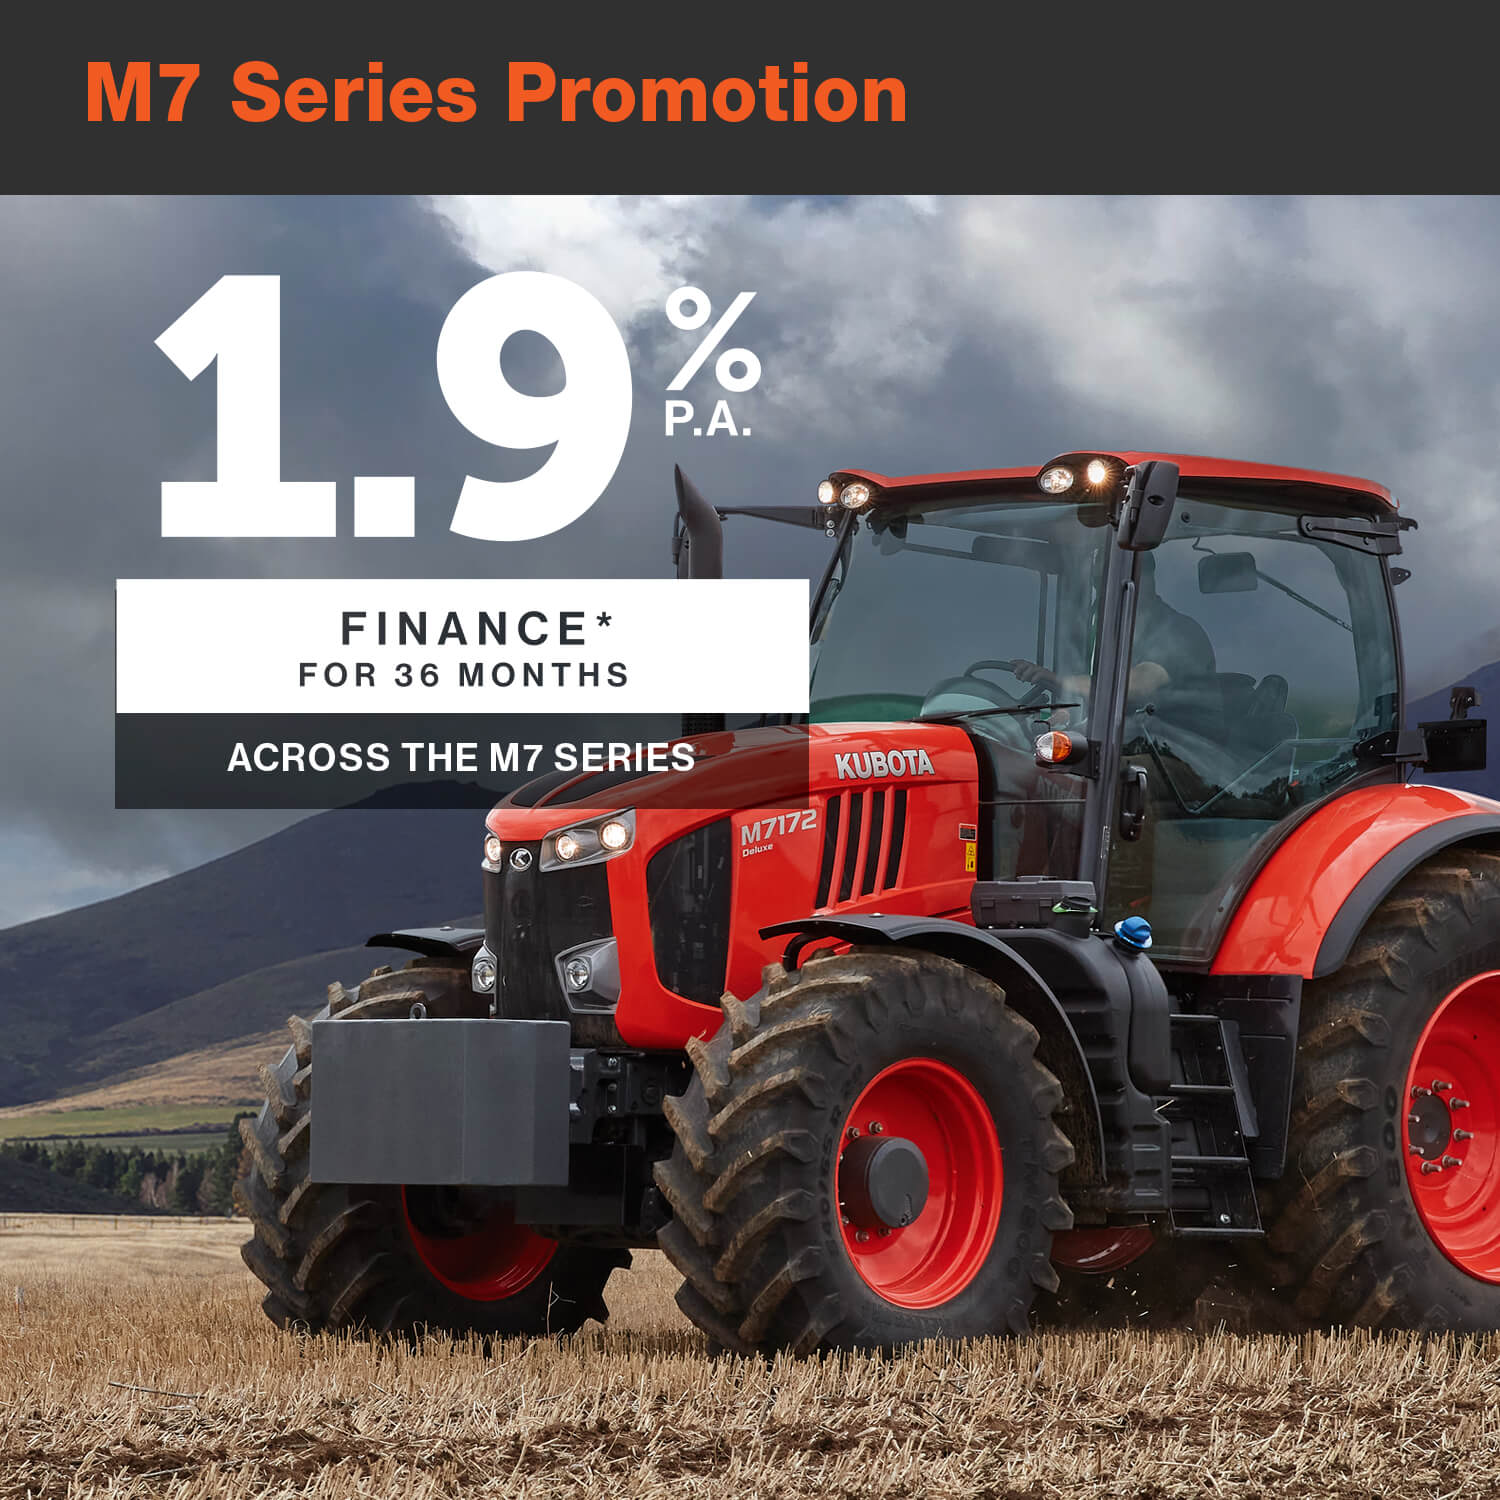 M7 Series Promotion
1.9% P.A.
FINANCE*
FOR 36 MONTHS
ACROSS THE M7 SERIES
KUBOTA
M7172
Deluxe